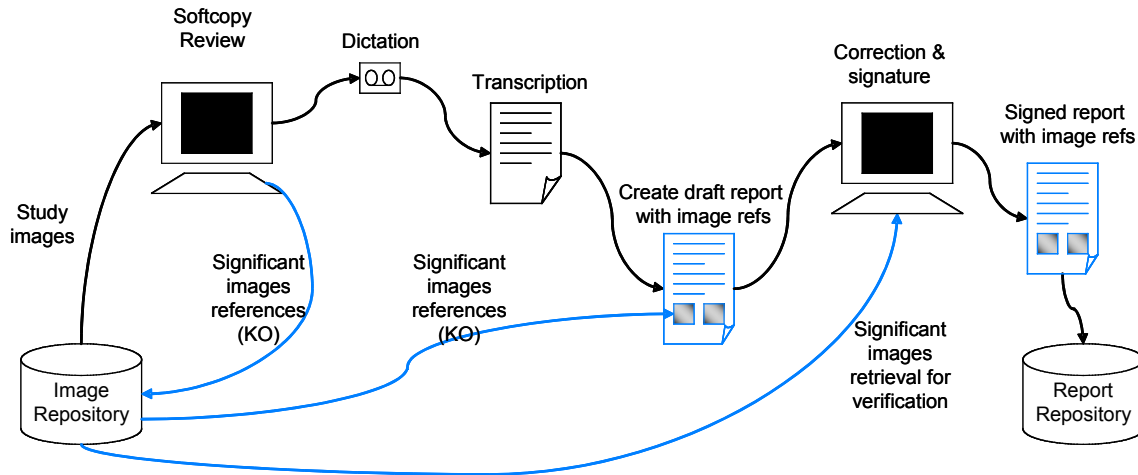 Softcopy
Review
Dictation
Transcription
Correction &
signature
Signed report
with image refs
Create draft report
with image refs
Study
images
Significant
images
references
(KO)
Significant
images
references
(KO)
Significant
images
retrieval for
verification
Image
Repository
Report
Repository